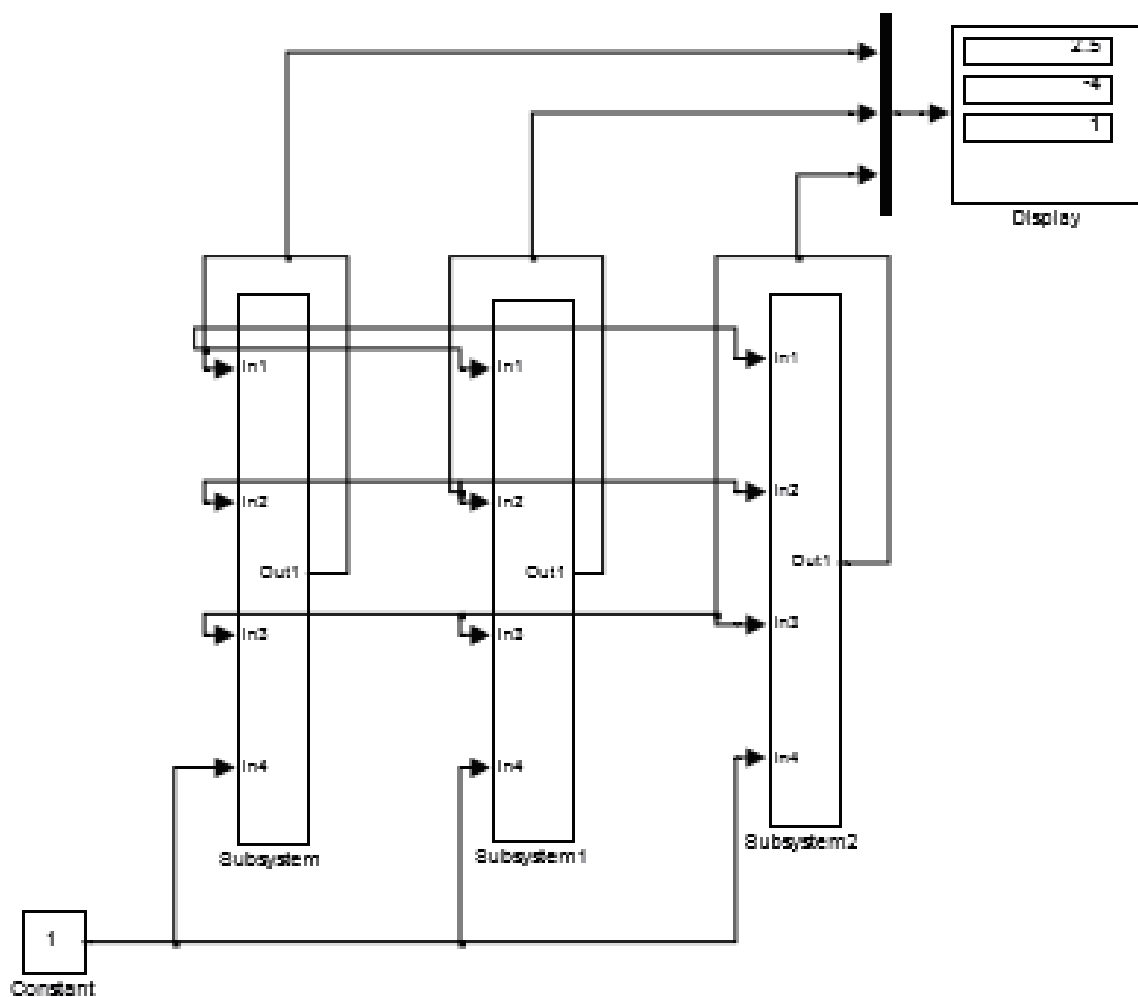 2.5
-4
1
Display
In1
In1
In1
In2
In2
In2
Out1
Out1
Out1
In3
In3
In3
In4
In4
In4
Subsystem
Subsystem1
Subsystem2
1
Constant